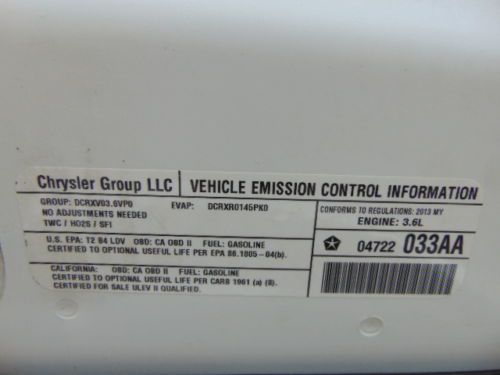 Chrysler Group LLC
VEHICLE EMISSION CONTROL INFORMATION
GROUP: DCRXV03.6VP0 EVAP: DCRXR0145PK0
NO ADJUSTMENTS NEEDED
TWC / HO2S / SFI
CONFORMS TO REGULATIONS: 2013 MY
ENGINE: 3.6L
04722 033AA
U.S. EPA: T2 B4 LDV OBD: CA OBD II FUEL: GASOLINE
CERTIFIED TO OPTIONAL USEFUL LIFE PER EPA 86.1805-04(b).
CALIFORNIA: OBD: CA OBD II FUEL: GASOLINE
CERTIFIED TO OPTIONAL USEFUL LIFE PER CARB 1961 (a) (8).
CERTIFIED FOR SALE ULEV II QUALIFIED.